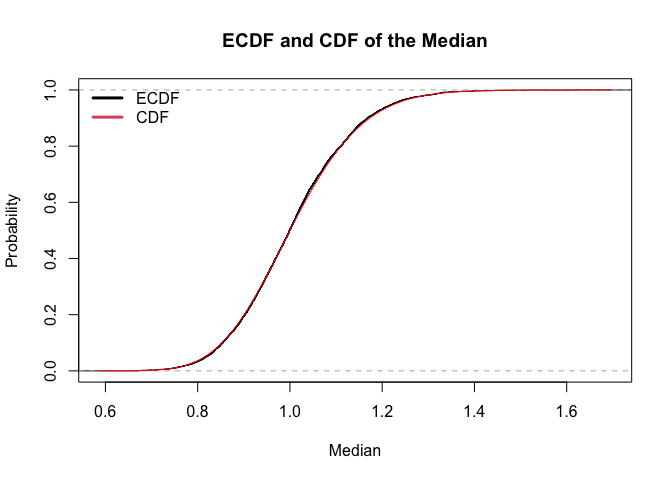 ECDF and CDF of the Median
ECDF
CDF
Probability
0.0 0.2 0.4 0.6 0.8 1.0
0.6 0.8 1.0 1.2 1.4 1.6
Median